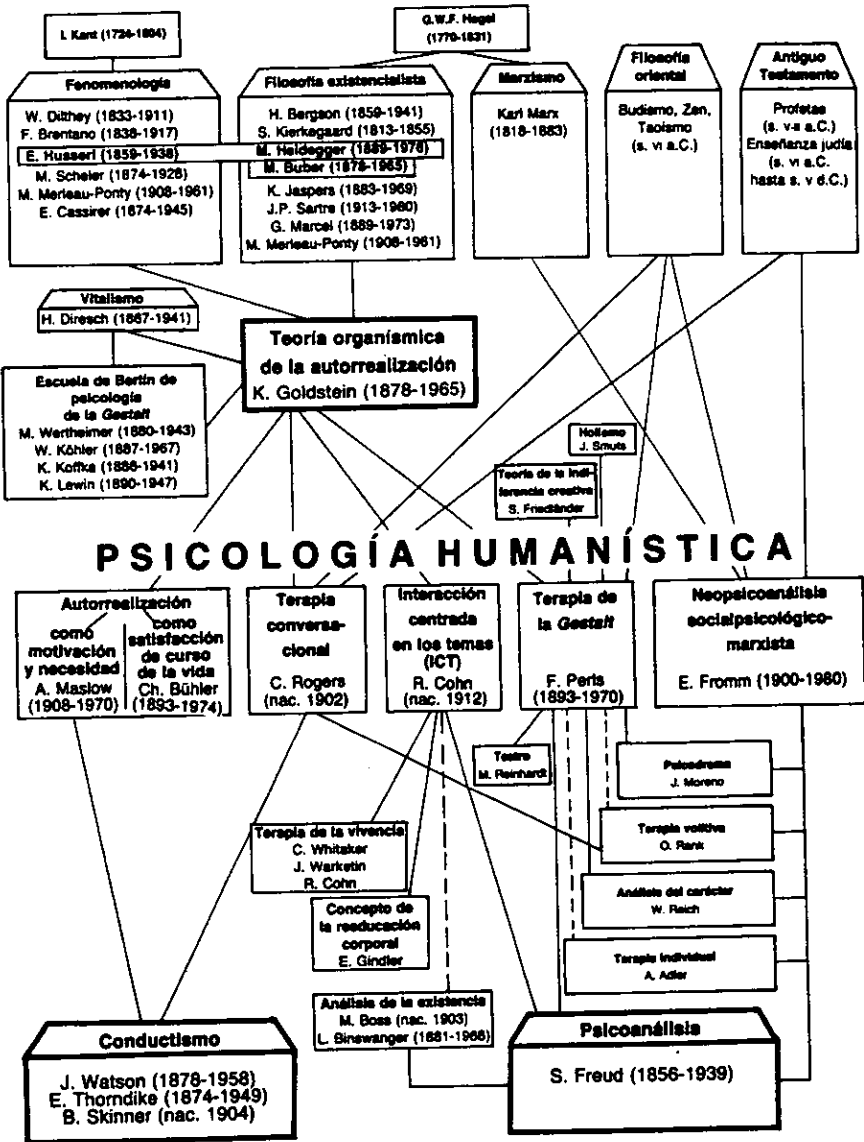 I. Kant (1724-1804)
G.W.F. Hegel
(1770-1831)
Fenomenología
W. Dilthey (1833-1911)
F. Brentano (1838-1917)
E. Husserl (1859-1938)
M. Scheler (1874-1928)
M. Merleau-Ponty (1908-1961)
E. Cassirer (1874-1945)
Filosofía existencialista
H. Bergson (1859-1941)
S. Kierkegaard (1813-1855)
M. Heidegger (1889-1976)
M. Buber (1878-1965)
K. Jaspers (1883-1969)
J.P. Sartre (1913-1980)
G. Marcel (1889-1973)
M. Merleau-Ponty (1908-1961)
Marxismo
Karl Marx
(1818-1883)
Filosofía
oriental
Budismo, Zen,
Taoísmo
(s. VI a.C.)
Antiguo
Testamento
Profetas
(s. V-II a.C.)
Enseñanza judía
(s. VI a.C.
hasta s. V d.C.)
Vitalismo
H. Diresch (1867-1941)
Teoría organísmica
de la autorrealización
K. Goldstein (1878-1965)
Escuela de Berlín de
psicología
de la Gestalt
M. Wertheimer (1880-1943)
W. Köhler (1887-1967)
K. Koffka (1886-1941)
K. Lewin (1890-1947)
Holismo
J. Smuts
Teoría de la indi-
ferencia creativa
S. Friedländer
PSICOLOGÍA HUMANÍSTICA
Autorrealización
como
motivación
y necesidad
A. Maslow
(1908-1970)
como
satisfacción
de curso
de la vida
Ch. Bühler
(1893-1974)
Terapia
conversa-
cional
C. Rogers
(nac. 1902)
Interacción
centrada
en los temas
(ICT)
R. Cohn
(nac. 1912)
Terapia de
la Gestalt
F. Perls
(1893-1970)
Neopsicoanálisis
socialpsicológico-
marxista
E. Fromm (1900-1980)
Teatro
M. Reinhardt
Psicodrama
J. Moreno
Terapia volitiva
O. Rank
Terapia de la vivencia
C. Whitaker
J. Warketin
R. Cohn
Análisis del carácter
W. Reich
Concepto de
la reeducación
corporal
E. Gindler
Terapia individual
A. Adler
Análisis de la existencia
M. Boss (nac. 1903)
L. Binswanger (1881-1966)
Conductismo
J. Watson (1878-1958)
E. Thorndike (1874-1949)
B. Skinner (nac. 1904)
Psicoanálisis
S. Freud (1856-1939)